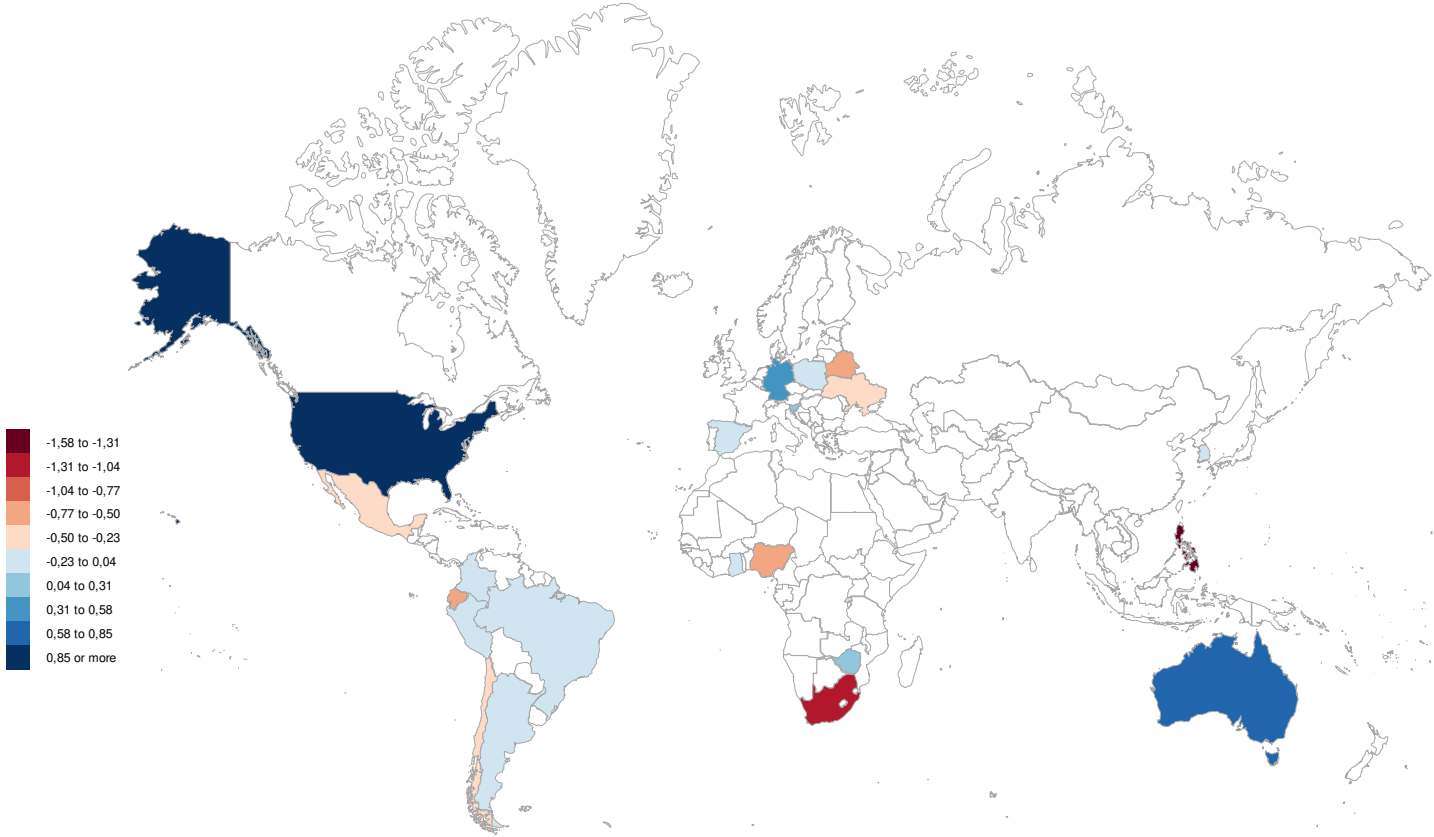 -1,58 to -1,31
-1,31 to -1,04
-1,04 to -0,77
-0,77 to -0,50
-0,50 to -0,23
-0,23 to 0,04
0,04 to 0,31
0,31 to 0,58
0,58 to 0,85
0,85 or more